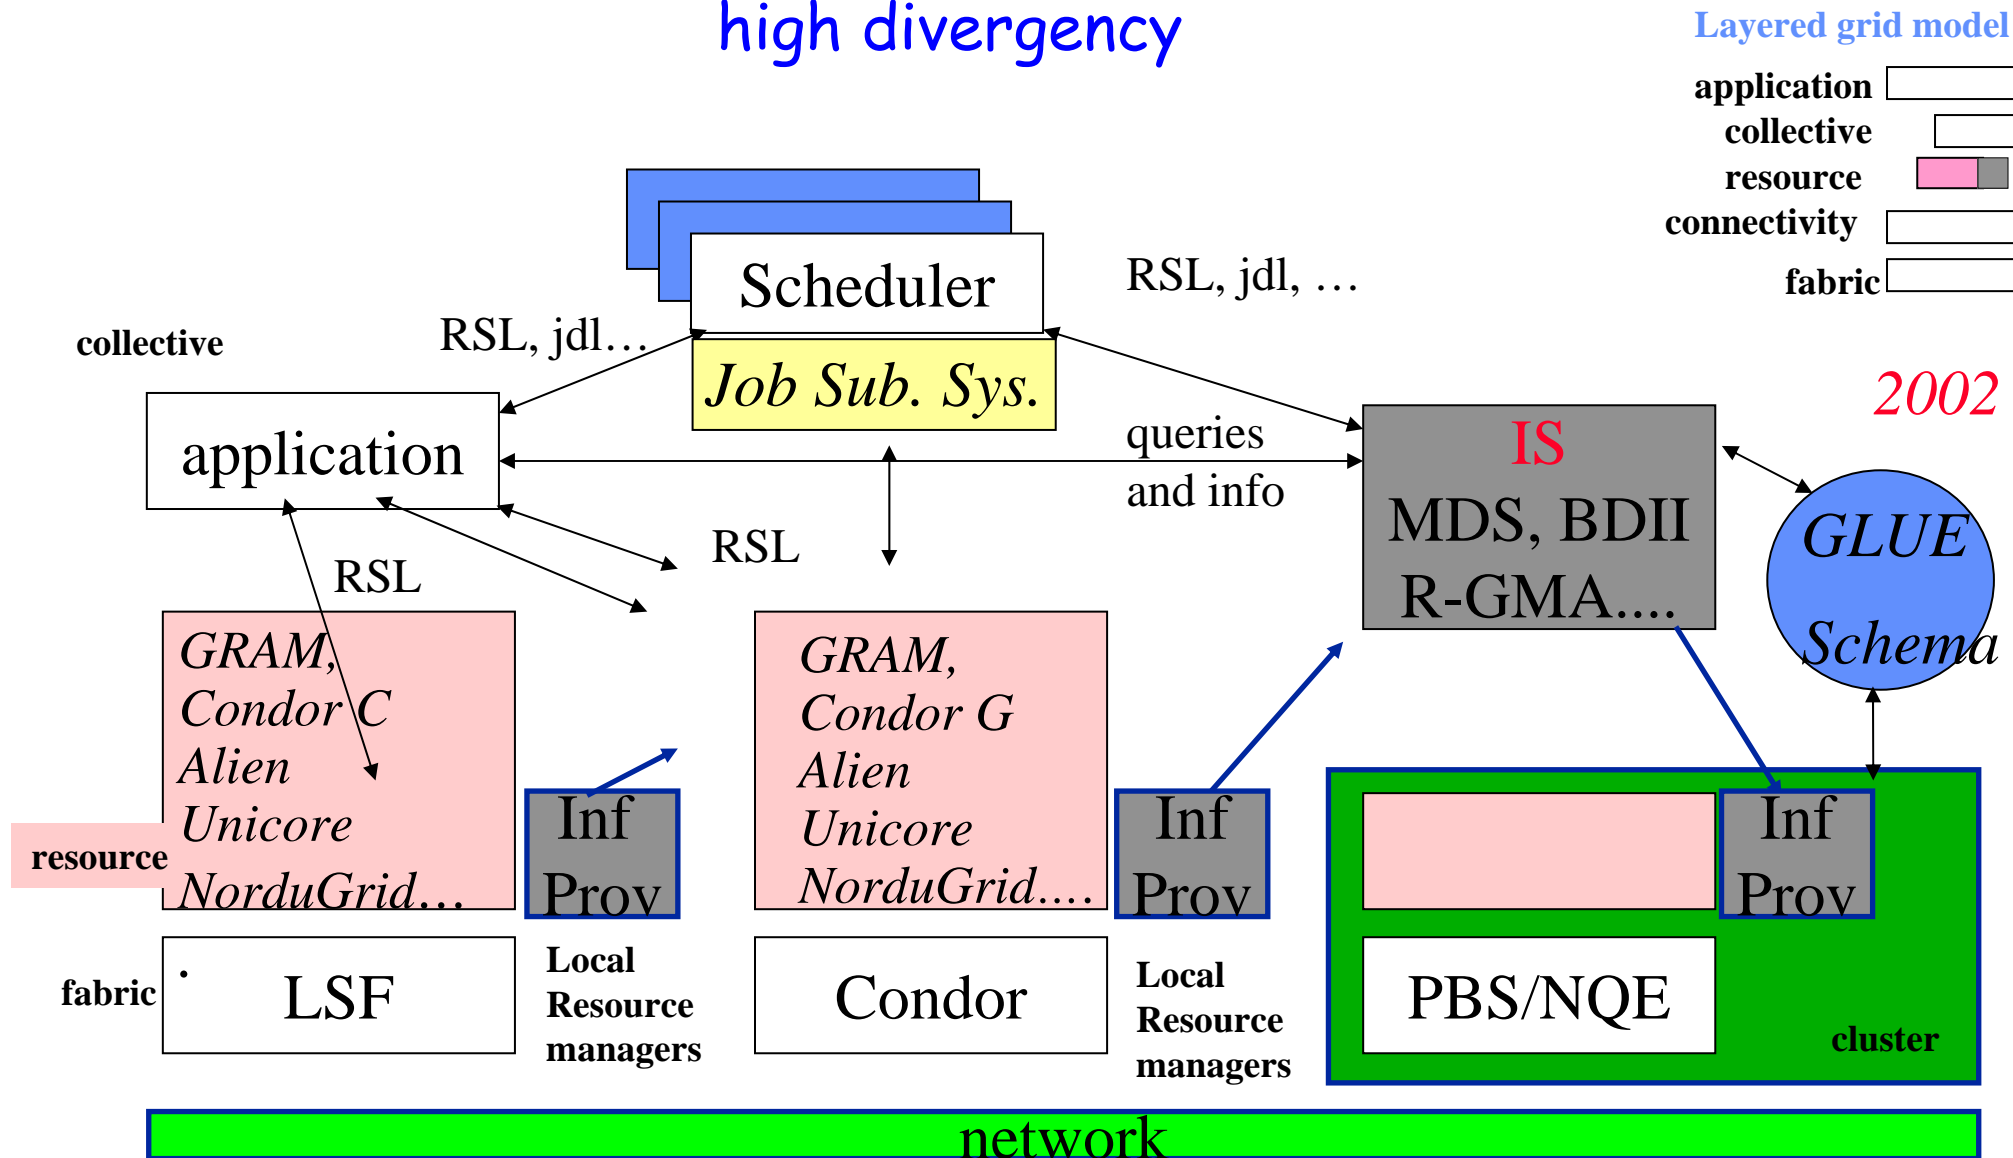 high divergency
Layered grid model
application
collective
resource
connectivity
fabric
Scheduler
RSL, jdl, …
RSL, jdl…
collective
Job Sub. Sys.
2002
application
queries
and info
IS
MDS, BDII
R-GMA....
GLUE
Schema
RSL
RSL
GRAM,
Condor C
Alien
Unicore
NorduGrid…
.
GRAM,
Condor G
Alien
Unicore
NorduGrid....
Inf
Prov
Inf
Prov
Inf
Prov
resource
fabric
LSF
Local
Resource
managers
Condor
Local
Resource
managers
PBS/NQE
cluster
network